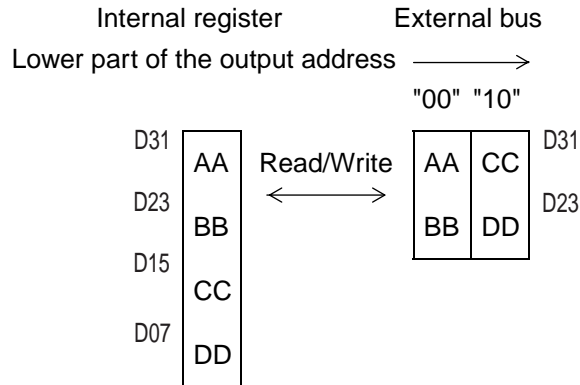 Internal register External bus
Lower part of the output address
"00" "10"
D31 D31
AA Read/Write AA CC
D23 D23
BB BB DD
D15
CC
D07
DD